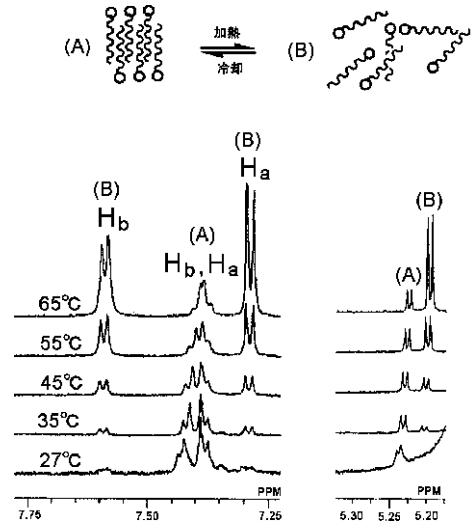 (A)
加熱
冷却
(B)
(B)
Hb
(A)
Hb, Ha
(B)
Ha
(A)
(B)
65℃
55℃
45℃
35℃
27℃
7.75
7.50
PPM
7.25
5.30
5.25
PPM
5.20